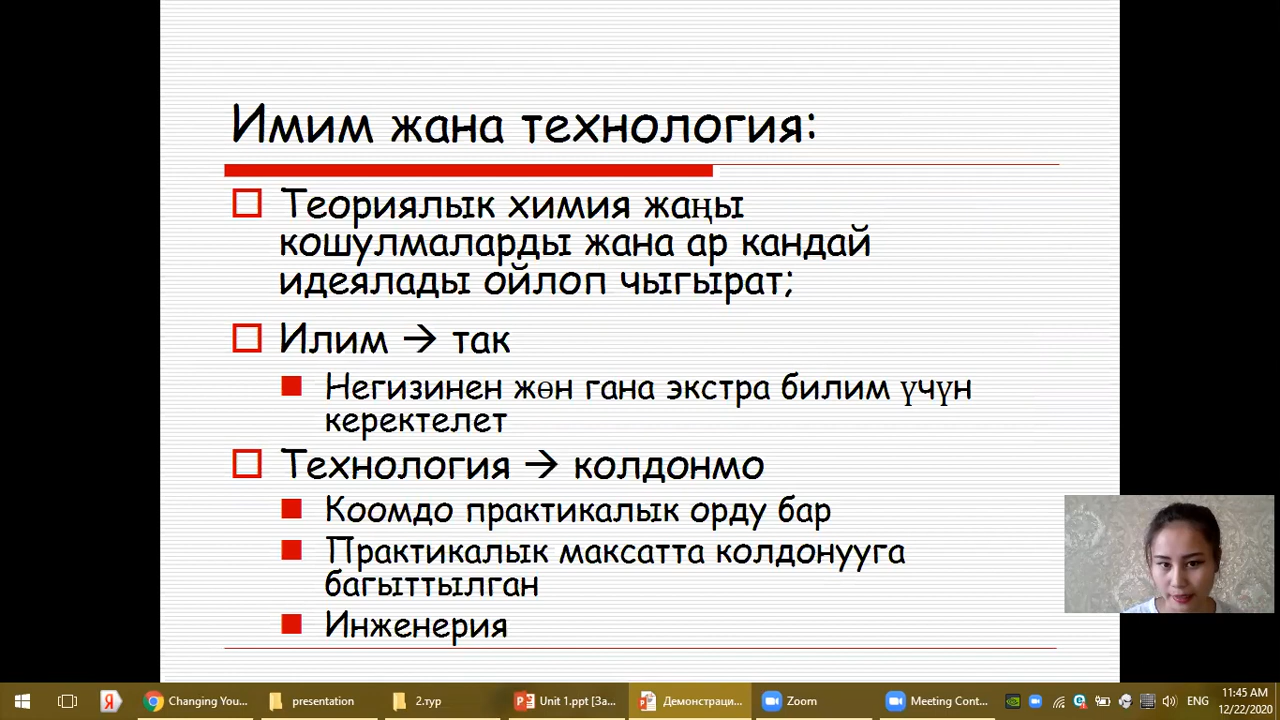 Имим жана технология:
Теориялык химия жаңы
кошулмаларды жана ар кандай
идеялады ойлоп чыгырат;
Илим → так
Негизинен жөн гана экстра билим үчүн
керектелет
Технология → колдонмо
Коомдо практикалык орду бар
Практикалык максатта колдонууга
багыттылган
Инженерия
Changing You... presentation 2.тур Unit 1.ppt [За... Демонстраци... Zoom Meeting Cont... ENG 11:45 AM
12/22/2020